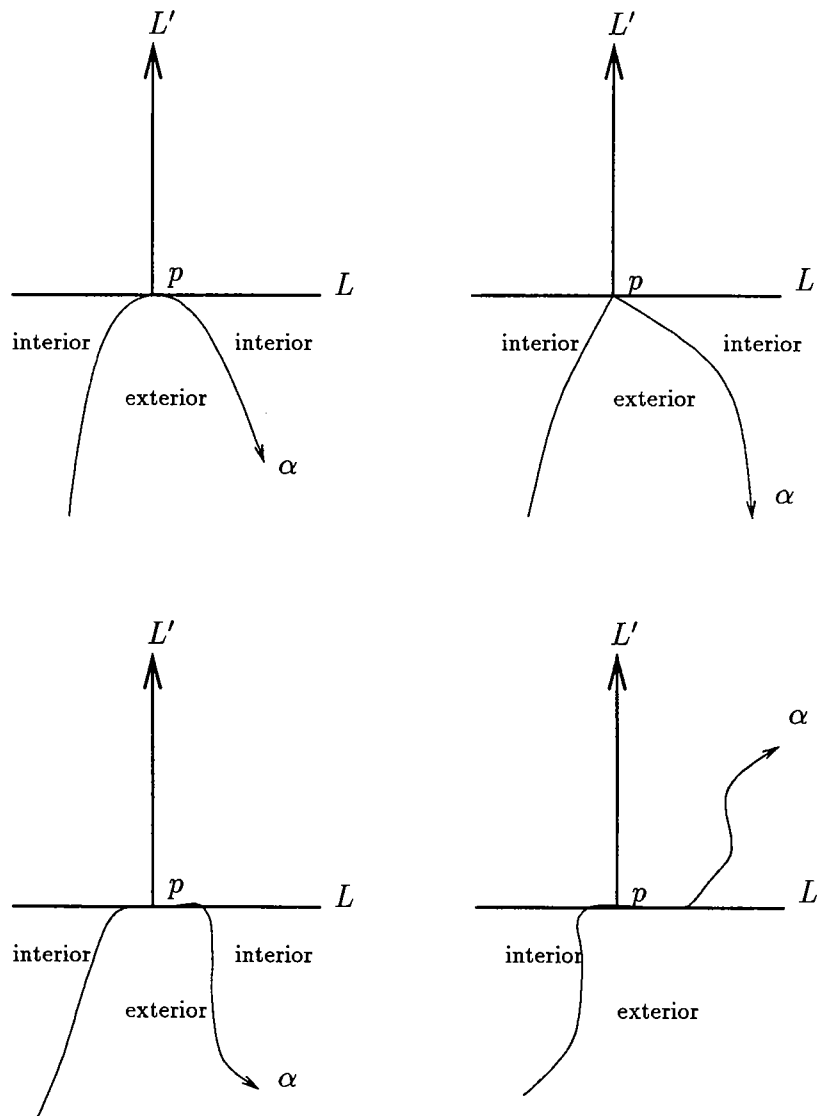 L′ L′
p L p L
interior interior interior interior
exterior exterior
α α
L′ L′
α
p L p L
interior interior interior
exterior exterior
α